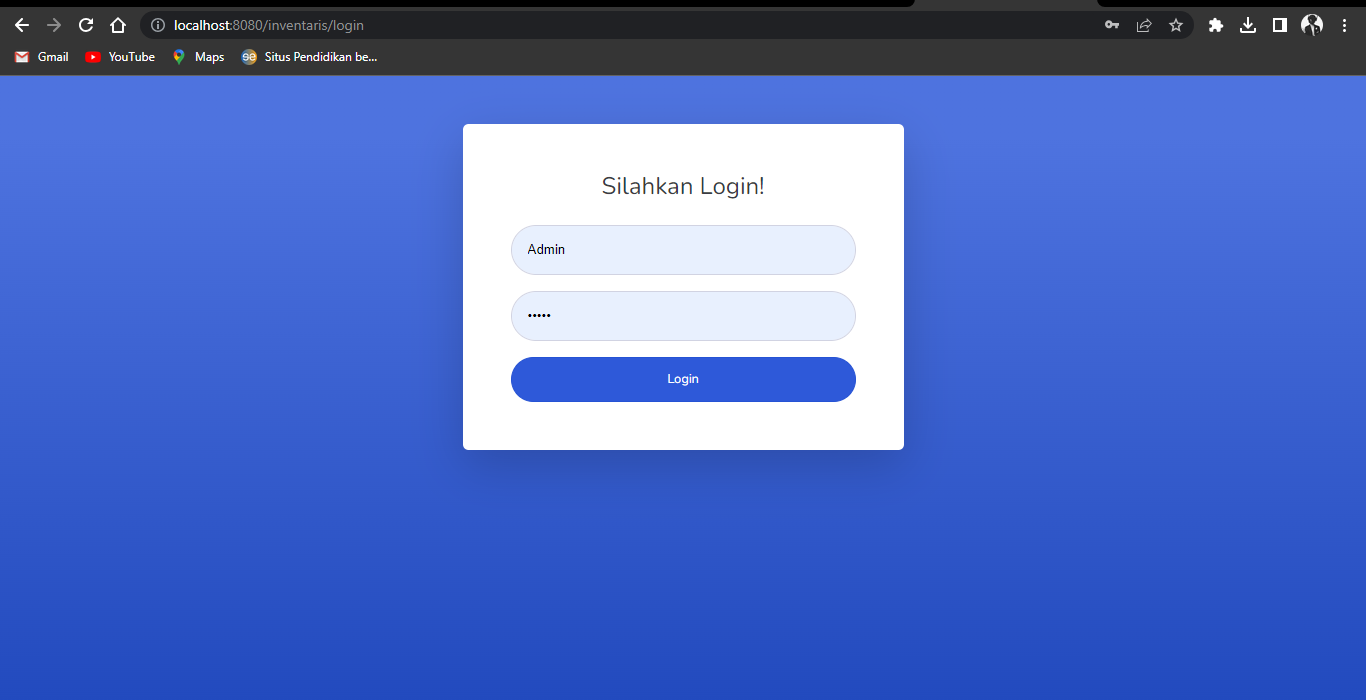 localhost:8080/inventaris/login
Gmail YouTube Maps Situs Pendidikan be...
Silahkan Login!
Admin
•••••
Login